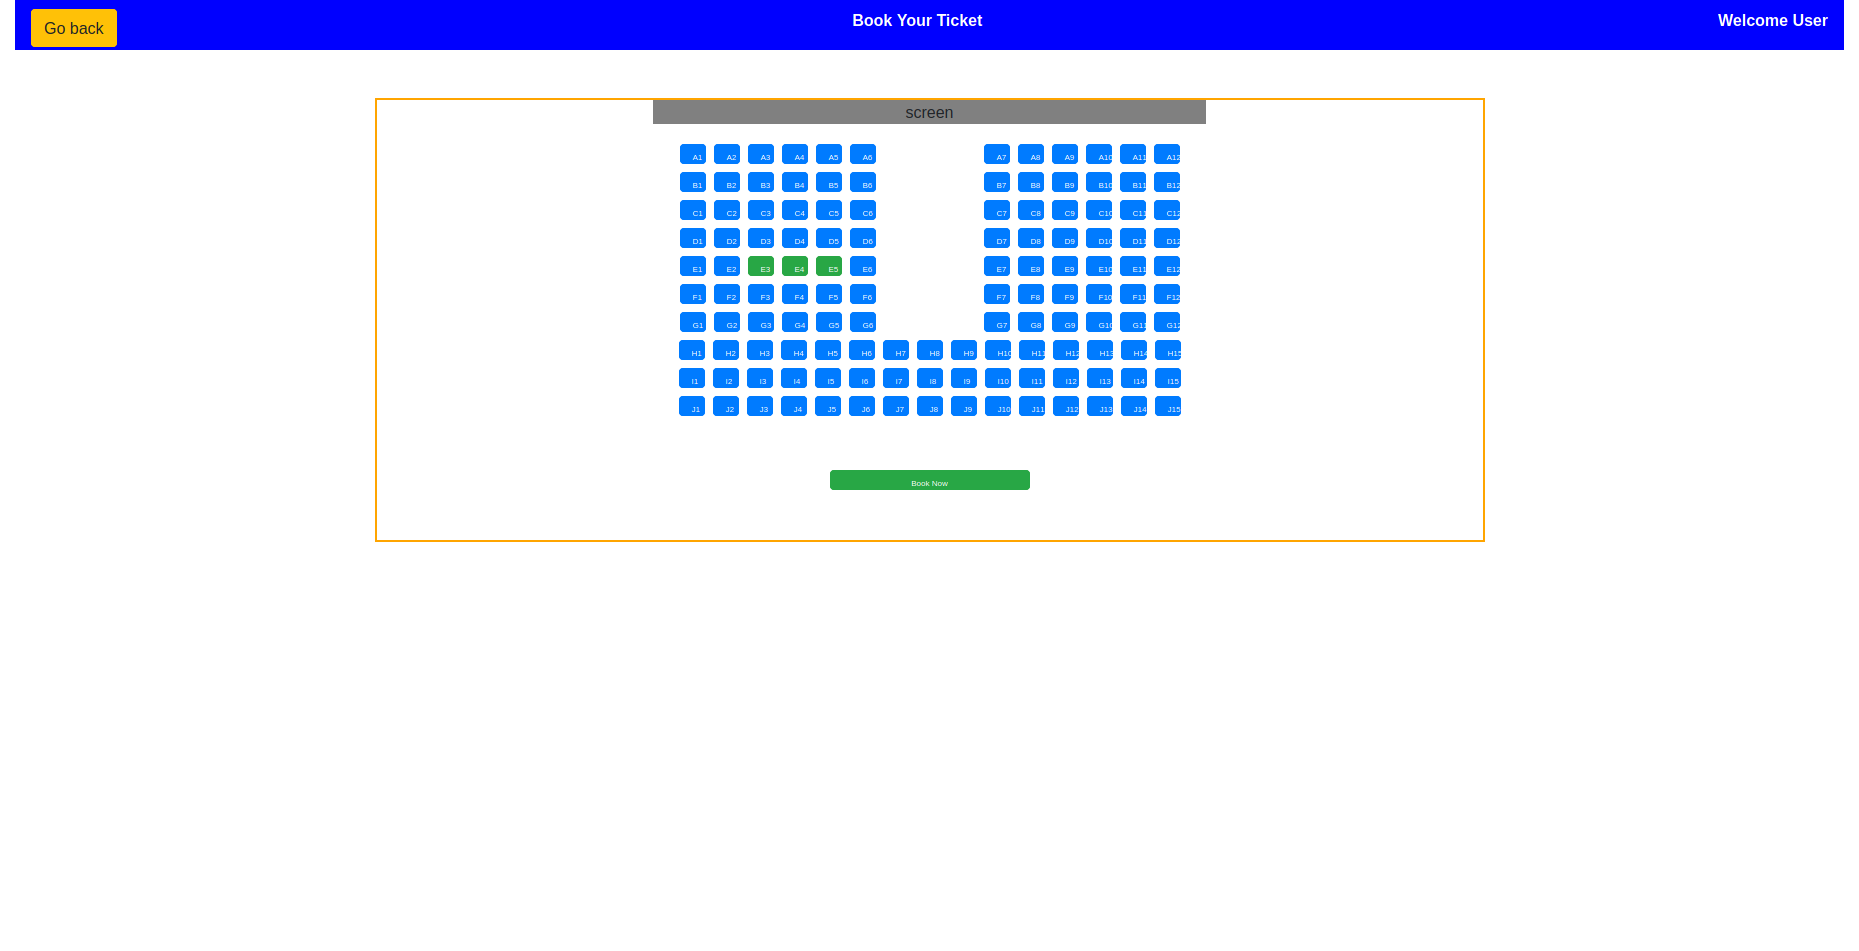 Go back Book Your Ticket Welcome User
screen
A1 A2 A3 A4 A5 A6 A7 A8 A9 A10 A11 A12
B1 B2 B3 B4 B5 B6 B7 B8 B9 B10 B11 B12
C1 C2 C3 C4 C5 C6 C7 C8 C9 C10 C11 C12
D1 D2 D3 D4 D5 D6 D7 D8 D9 D10 D11 D12
E1 E2 E3 E4 E5 E6 E7 E8 E9 E10 E11 E12
F1 F2 F3 F4 F5 F6 F7 F8 F9 F10 F11 F12
G1 G2 G3 G4 G5 G6 G7 G8 G9 G10 G11 G12
H1 H2 H3 H4 H5 H6 H7 H8 H9 H10 H11 H12 H13 H14 H15
I1 I2 I3 I4 I5 I6 I7 I8 I9 I10 I11 I12 I13 I14 I15
J1 J2 J3 J4 J5 J6 J7 J8 J9 J10 J11 J12 J13 J14 J15
Book Now